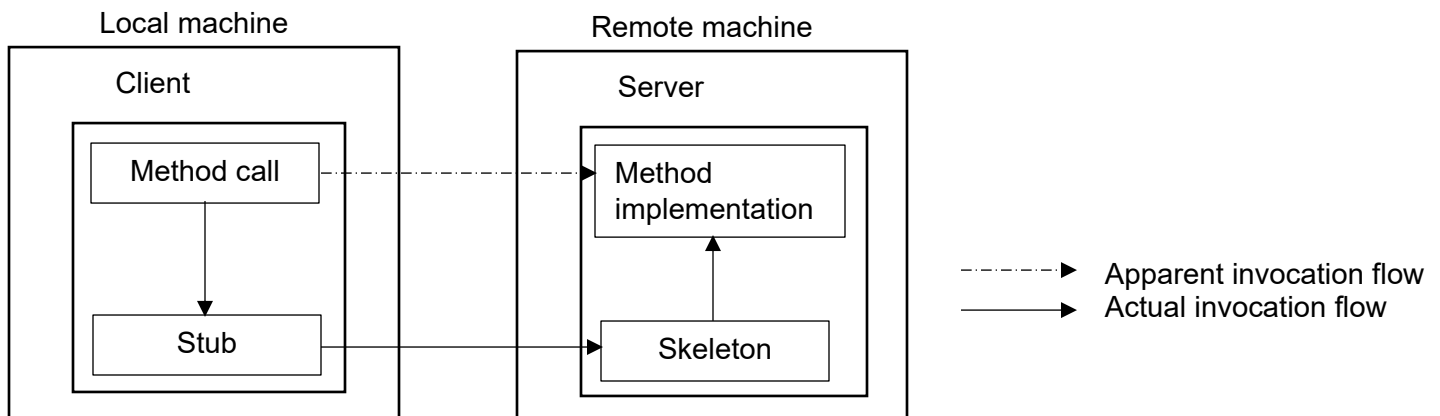 Local machine
Remote machine
Client
Server
Method call
Method
implementation
Stub
Skeleton
Apparent invocation flow
Actual invocation flow